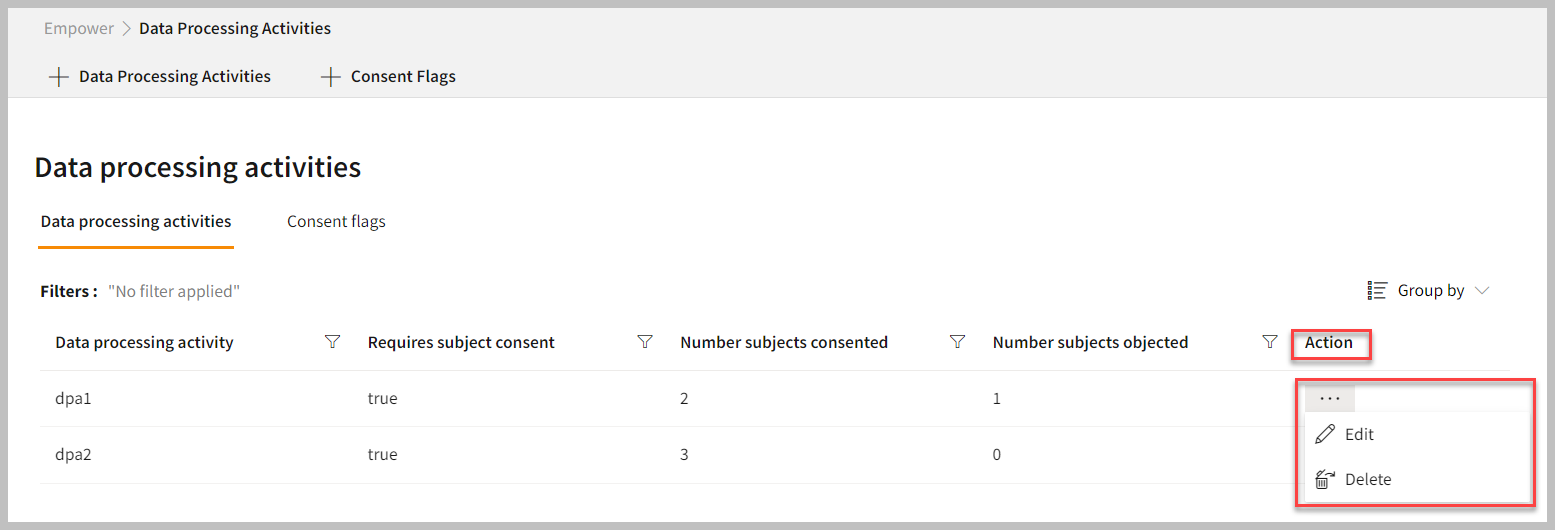 Empower > Data Processing Activities
Data Processing Activities Consent Flags
Data processing activities
Data processing activities Consent flags
Filters : "No filter applied" Group by
Data processing activity Requires subject consent Number subjects consented Number subjects objected Action
dpa1 true 2 1 ...
Edit
dpa2 true 3 0
Delete